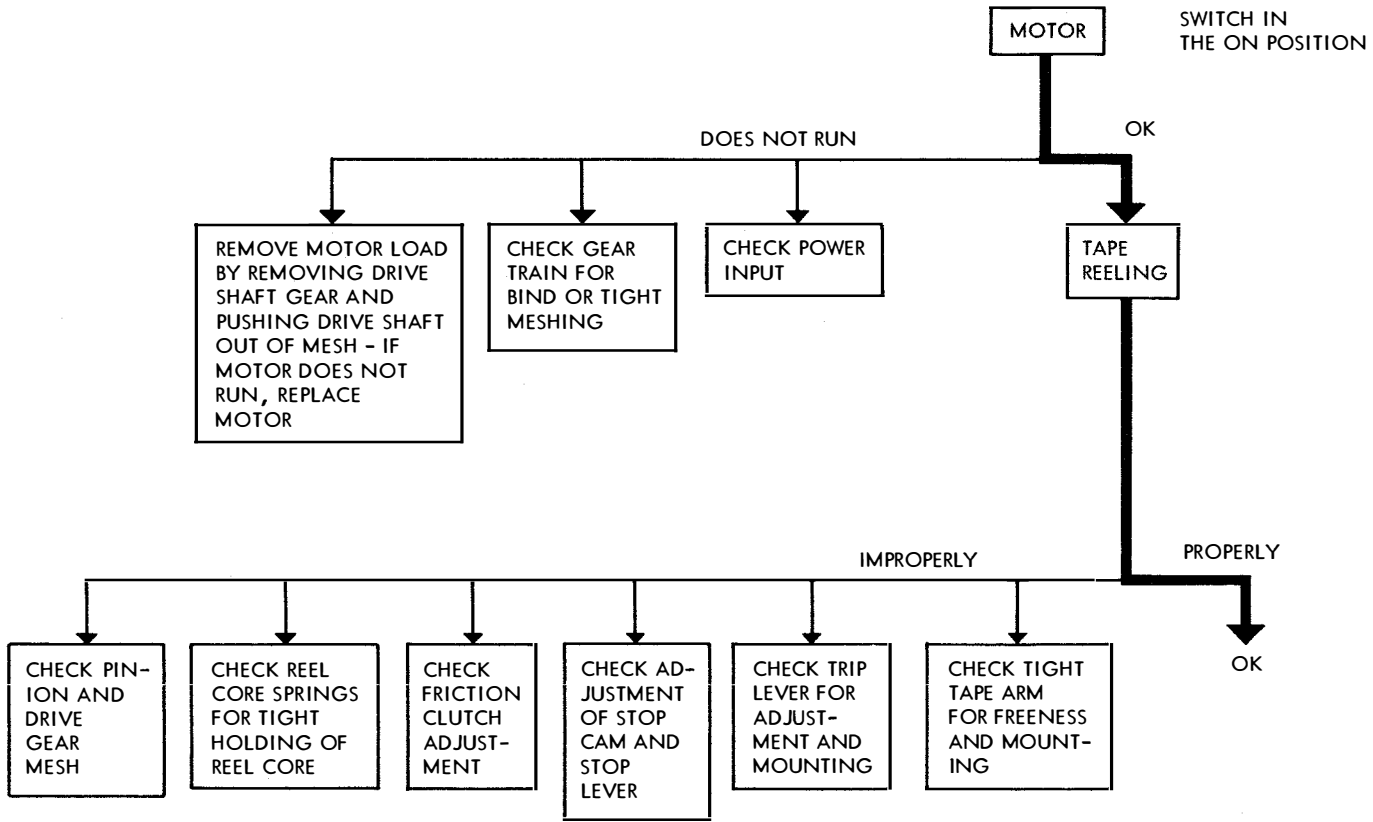 MOTOR
SWITCH IN
THE ON POSITION
DOES NOT RUN
OK
REMOVE MOTOR LOAD
BY REMOVING DRIVE
SHAFT GEAR AND
PUSHING DRIVE SHAFT
OUT OF MESH - IF
MOTOR DOES NOT
RUN, REPLACE
MOTOR
CHECK GEAR
TRAIN FOR
BIND OR TIGHT
MESHING
CHECK POWER
INPUT
TAPE
REELING
IMPROPERLY
PROPERLY
CHECK PIN-
ION AND
DRIVE
GEAR
MESH
CHECK REEL
CORE SPRINGS
FOR TIGHT
HOLDING OF
REEL CORE
CHECK
FRICTION
CLUTCH
ADJUST-
MENT
CHECK AD-
JUSTMENT
OF STOP
CAM AND
STOP
LEVER
CHECK TRIP
LEVER FOR
ADJUST-
MENT AND
MOUNTING
CHECK TIGHT
TAPE ARM
FOR FREENESS
AND MOUNT-
ING
OK